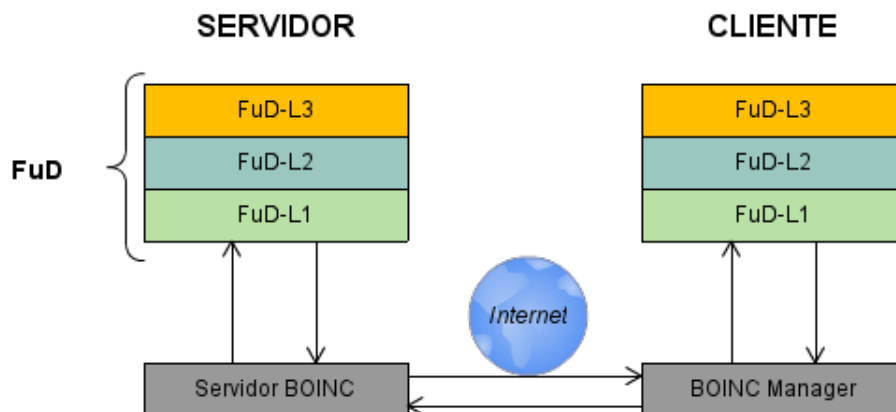 SERVIDOR
CLIENTE
FuD
FuD-L3
FuD-L2
FuD-L1
FuD-L3
FuD-L2
FuD-L1
Internet
Servidor BOINC
BOINC Manager